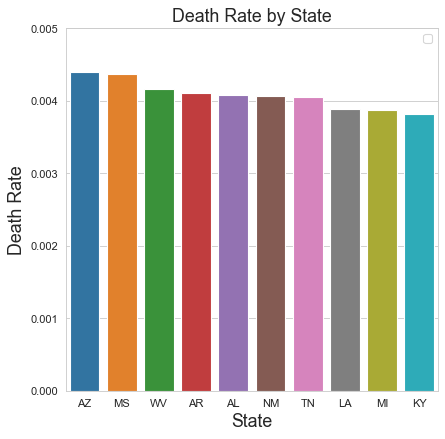 Death Rate by State
0.005
0.004
0.003
0.002
0.001
0.000
Death Rate
AZ MS WV AR AL NM TN LA MI KY
State